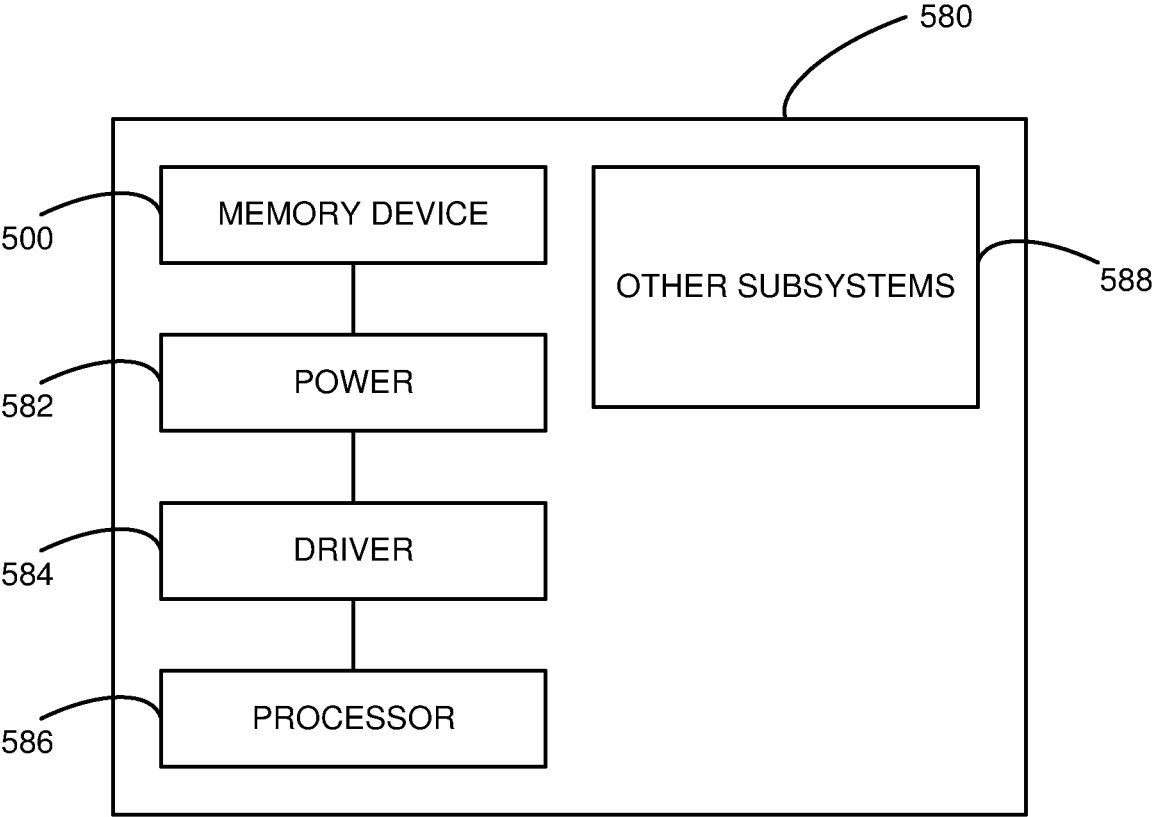 580
MEMORY DEVICE
500
OTHER SUBSYSTEMS
588
POWER
582
DRIVER
584
PROCESSOR
586